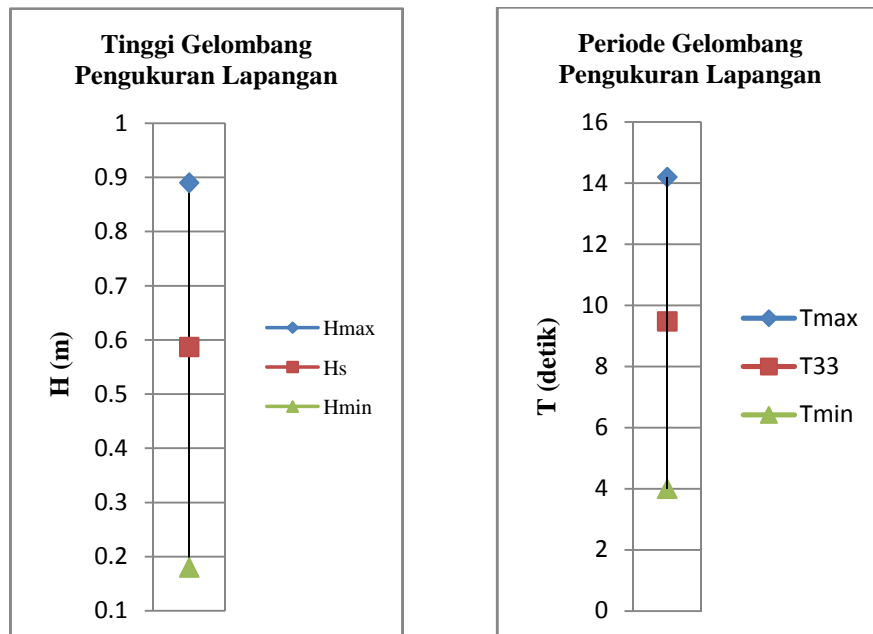 Tinggi Gelombang
Pengukuran Lapangan
1
0.9
0.8
0.7
0.6
0.5
0.4
0.3
0.2
0.1
H (m)
Hmax
Hs
Hmin
Periode Gelombang
Pengukuran Lapangan
16
14
12
10
8
6
4
2
0
T (detik)
Tmax
T33
Tmin